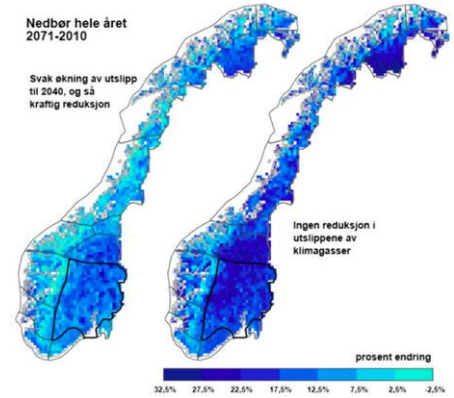 Nedbør hele året
2071-2010
Svak økning av utslipp
til 2040, og så
kraftig reduksjon
Ingen reduksjon i
utslippene av
klimagasser
prosent endring
32,5% 27,5% 22,5% 17,5% 12,5% 7,5% 2,5% -2,5%